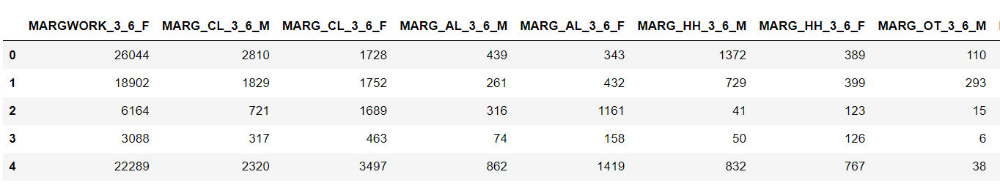 MARGWORK_3_6_F MARG_CL_3_6_M MARG_CL_3_6_F MARG_AL_3_6_M MARG_AL_3_6_F MARG_HH_3_6_M MARG_HH_3_6_F MARG_OT_3_6_M
0 26044 2810 1728 439 343 1372 389 110
1 18902 1829 1752 261 432 729 399 293
2 6164 721 1689 316 1161 41 123 15
3 3088 317 463 74 158 50 126 6
4 22289 2320 3497 862 1419 832 767 38